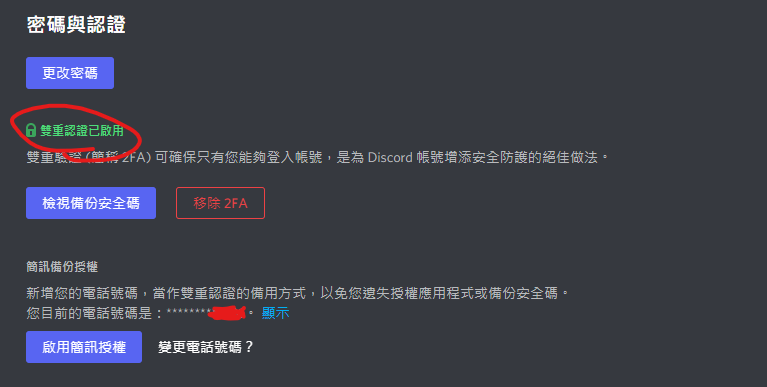 密碼與認證
更改密碼
雙重認證已啟用
雙重驗證 (簡稱 2FA) 可確保只有您能夠登入帳號，是為 Discord 帳號增添安全防護的絕佳做法。
檢視備份安全碼 移除 2FA
簡訊備份授權
新增您的電話號碼，當作雙重認證的備用方式，以免您遺失授權應用程式或備份安全碼。
您目前的電話號碼是：********* 。 顯示
啟用簡訊授權 變更電話號碼？